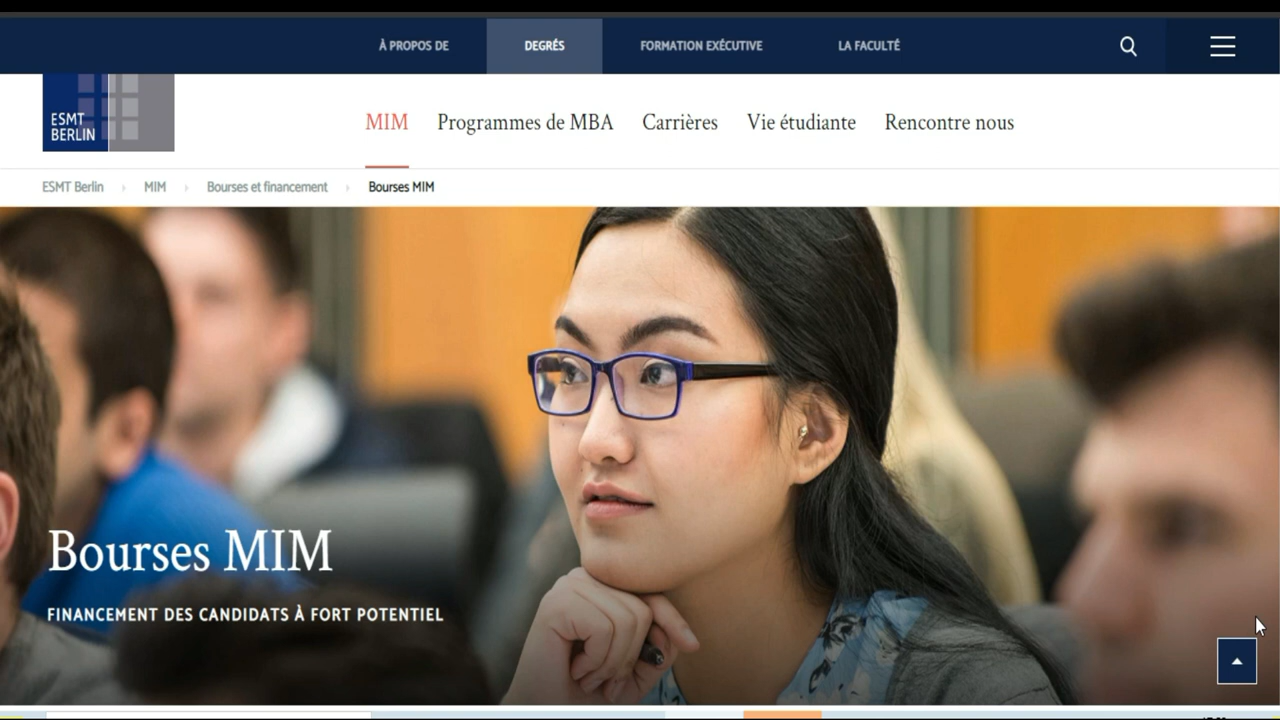 À PROPOS DE
DEGRÉS
FORMATION EXÉCUTIVE
LA FACULTÉ
ESMT
BERLIN
MIM
Programmes de MBA
Carrières
Vie étudiante
Rencontre nous
ESMT Berlin
MIM
Bourses et financement
Bourses MIM
Bourses MIM
FINANCEMENT DES CANDIDATS À FORT POTENTIEL